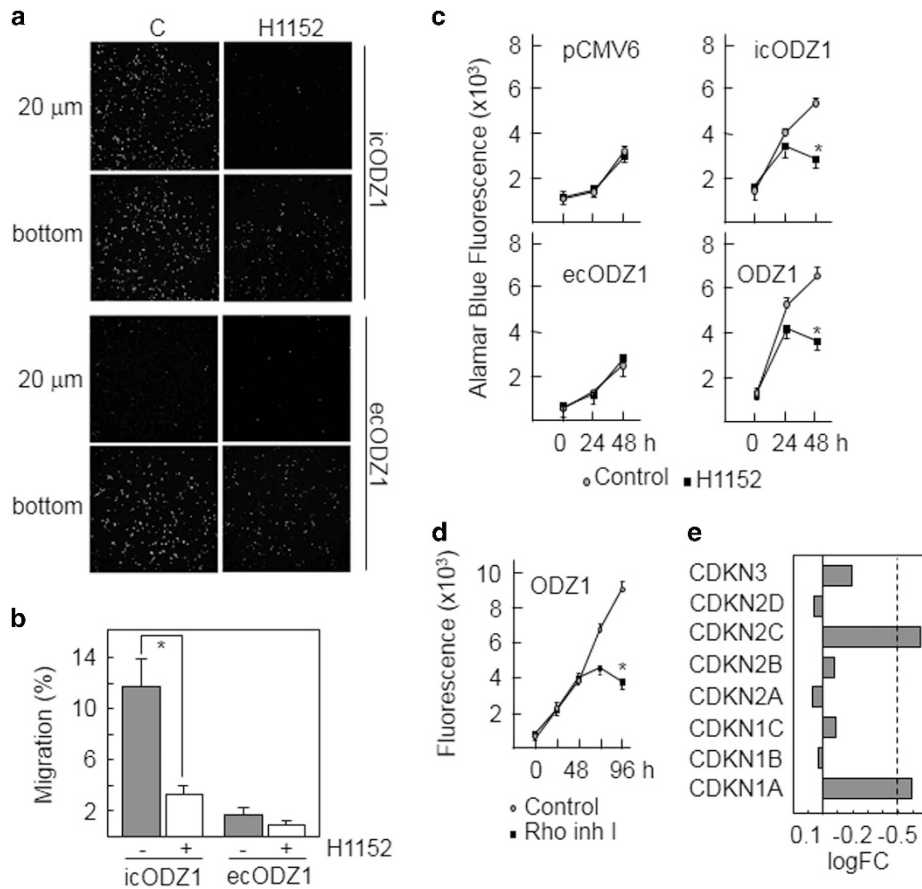 a
C H1152
20 μm
bottom
icODZ1
20 μm
bottom
ecODZ1
b
Migration (%)
14
10
6
2
*
- + - + H1152
icODZ1 ecODZ1
c
Alamar Blue Fluorescence (x10³)
pCMV6
8
6
4
2
icODZ1
8
6
4
2
*
ecODZ1
8
6
4
2
0 24 48 h
ODZ1
8
6
4
2
*
0 24 48 h
Control H1152
d
Fluorescence (x10³)
ODZ1
10
8
6
4
2
*
0 48 96 h
Control
Rho inh I
e
CDKN3
CDKN2D
CDKN2C
CDKN2B
CDKN2A
CDKN1C
CDKN1B
CDKN1A
0.1 -0.2 -0.5
logFC